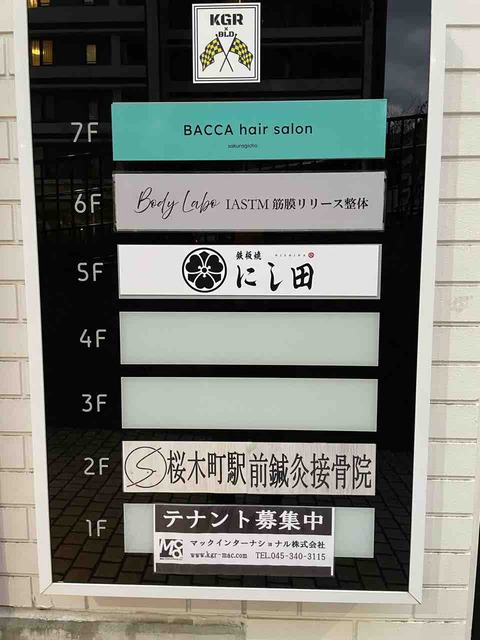 KGR
×
BLD
7F
BACCA hair salon
sakuragicho
6F
Body Labo IASTM 筋膜リリース整体
5F
鉄板焼
NISHIDA
にし田
4F
3F
2F
桜木町駅前鍼灸接骨院
1F
テナント募集中
マックインターナショナル株式会社
www.kgr-mac.com TEL.045-340-3115